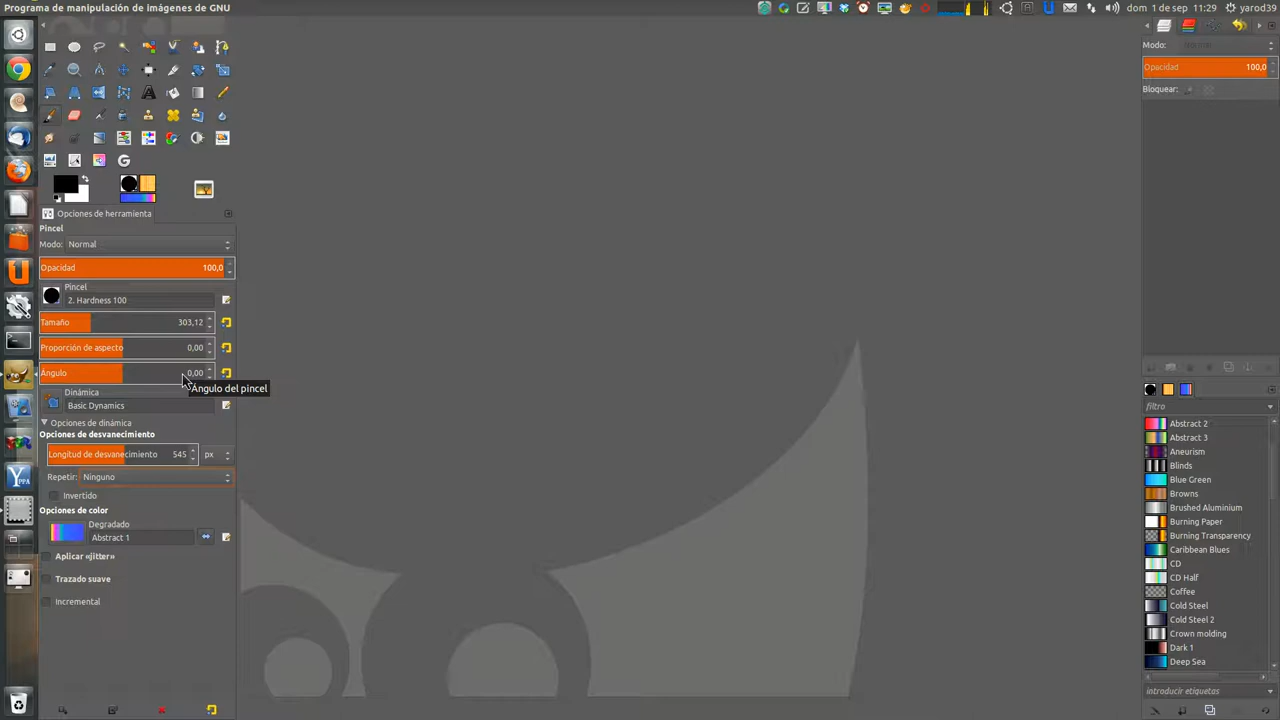 Programa de manipulación de imágenes de GNU
dom 1 de sep 11:29 yarod39
Opciones de herramienta
Pincel
Modo: Normal
Opacidad 100,0
Pincel
2. Hardness 100
Tamaño 303,12
Proporción de aspecto 0,00
Ángulo 0,00
Ángulo del pincel
Dinámica
Basic Dynamics
Opciones de dinámica
Opciones de desvanecimiento
Longitud de desvanecimiento 545 px
Repetir: Ninguno
Invertido
Opciones de color
Degradado
Abstract 1
Aplicar «jitter»
Trazado suave
Incremental
Modo: Normal
Opacidad 100,0
Bloquear:
filtro
Abstract 2
Abstract 3
Aneurism
Blinds
Blue Green
Browns
Brushed Aluminium
Burning Paper
Burning Transparency
Caribbean Blues
CD
CD Half
Coffee
Cold Steel
Cold Steel 2
Crown molding
Dark 1
Deep Sea
introducir etiquetas